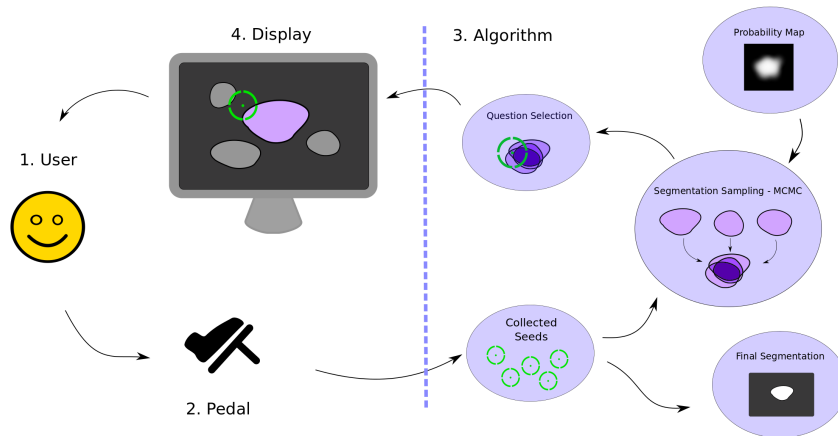 4. Display
3. Algorithm
Probability Map
Question Selection
1. User
Segmentation Sampling - MCMC
Collected
Seeds
Final Segmentation
2. Pedal